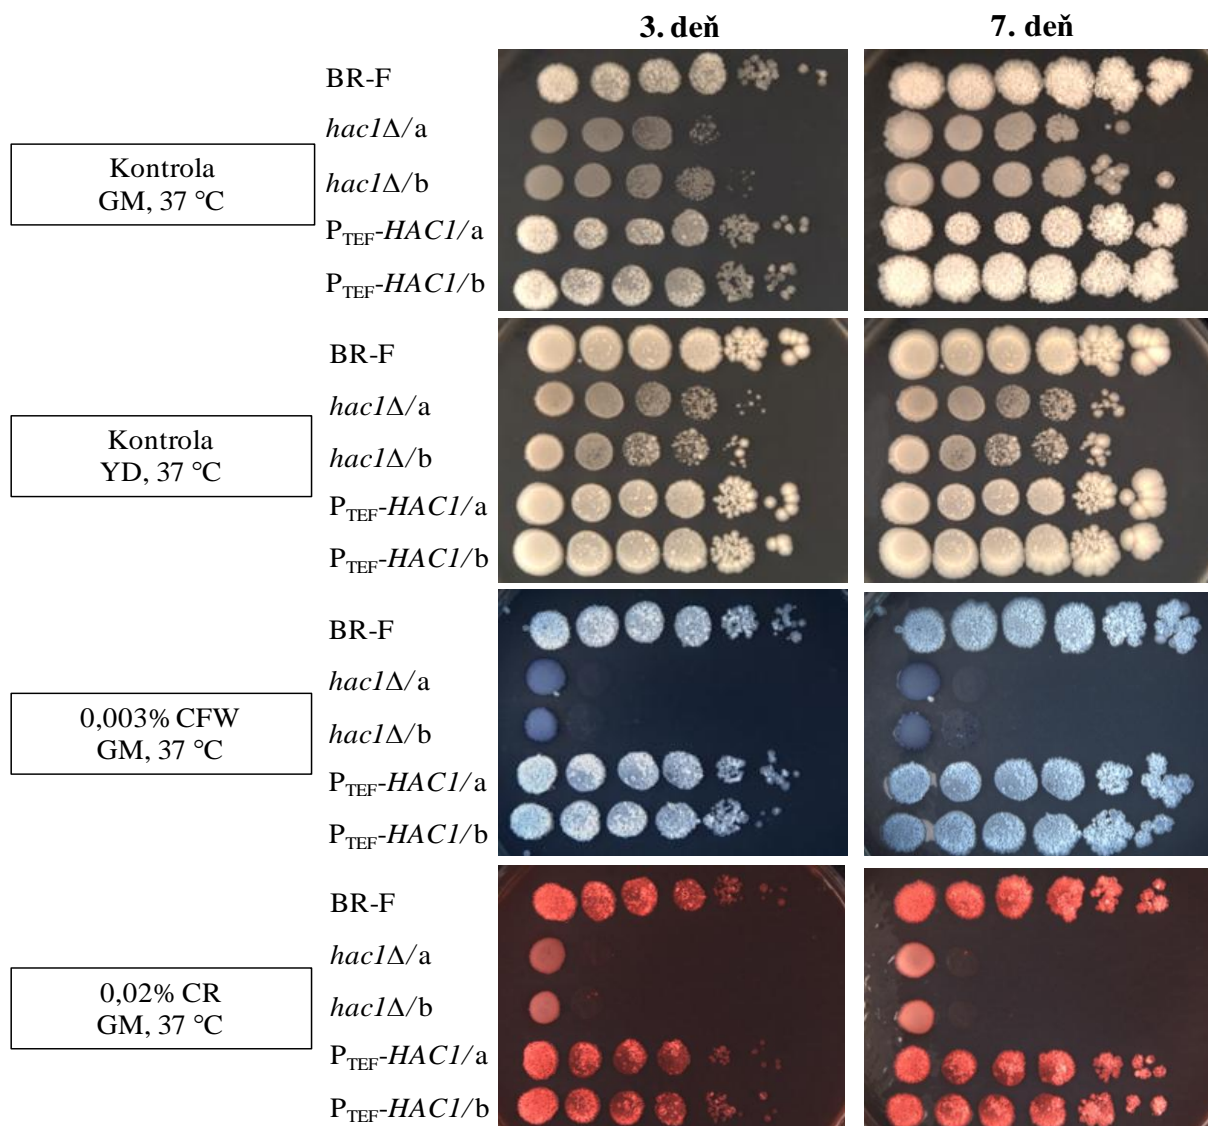 3. deň 7. deň
BR-F
hac1Δ/a
Kontrola
GM, 37 °C
hac1Δ/b
PTEF-HAC1/a
PTEF-HAC1/b
BR-F
hac1Δ/a
Kontrola
YD, 37 °C
hac1Δ/b
PTEF-HAC1/a
PTEF-HAC1/b
BR-F
hac1Δ/a
0,003% CFW
GM, 37 °C
hac1Δ/b
PTEF-HAC1/a
PTEF-HAC1/b
BR-F
hac1Δ/a
0,02% CR
GM, 37 °C
hac1Δ/b
PTEF-HAC1/a
PTEF-HAC1/b